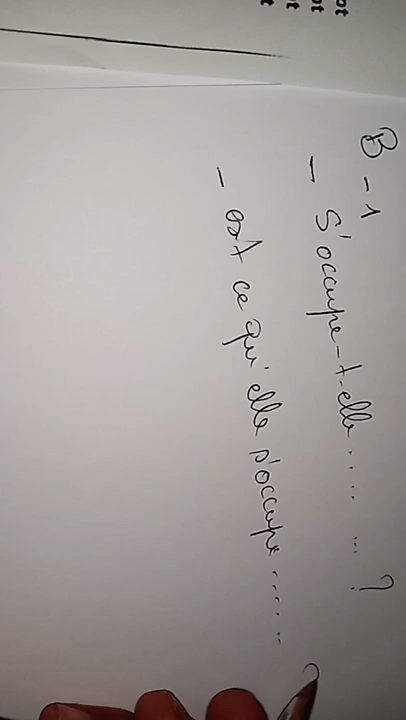 B - 1
- S'occupe-t-elle ..... ... ?
- est ce qu'elle s'occupe ...... ?